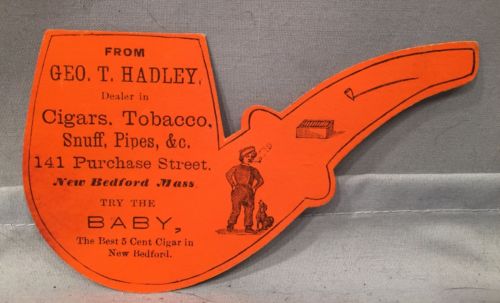 FROM
GEO. T. HADLEY,
Dealer in
Cigars, Tobacco,
Snuff, Pipes, &c.
141 Purchase Street,
New Bedford Mass
TRY THE
BABY,
The Best 5 Cent Cigar in
New Bedford.